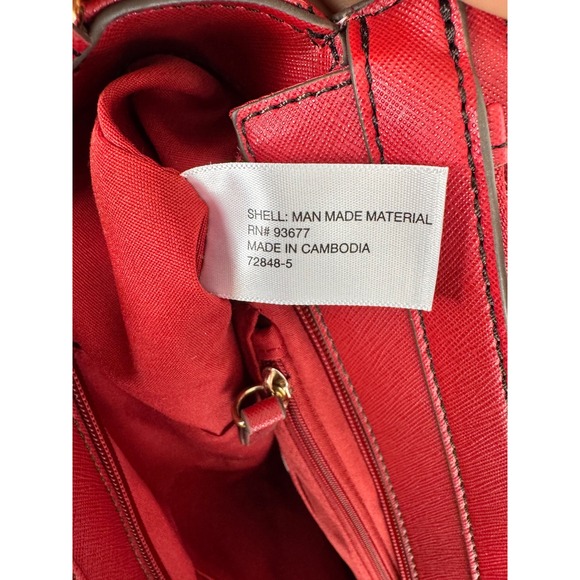 SHELL: MAN MADE MATERIAL
RN# 93677
MADE IN CAMBODIA
72848-5